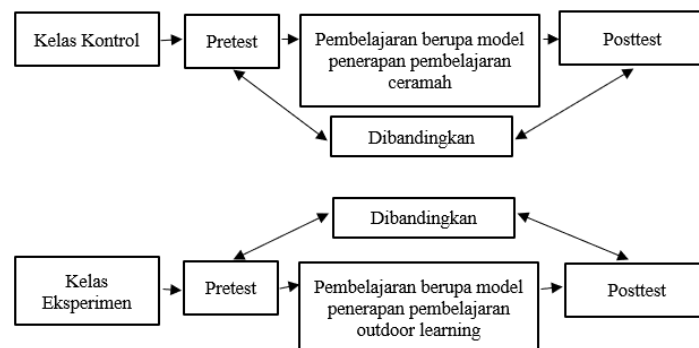 Kelas Kontrol
Pretest
Pembelajaran berupa model
penerapan pembelajaran
ceramah
Posttest
Dibandingkan
Dibandingkan
Kelas
Eksperimen
Pretest
Pembelajaran berupa model
penerapan pembelajaran
outdoor learning
Posttest